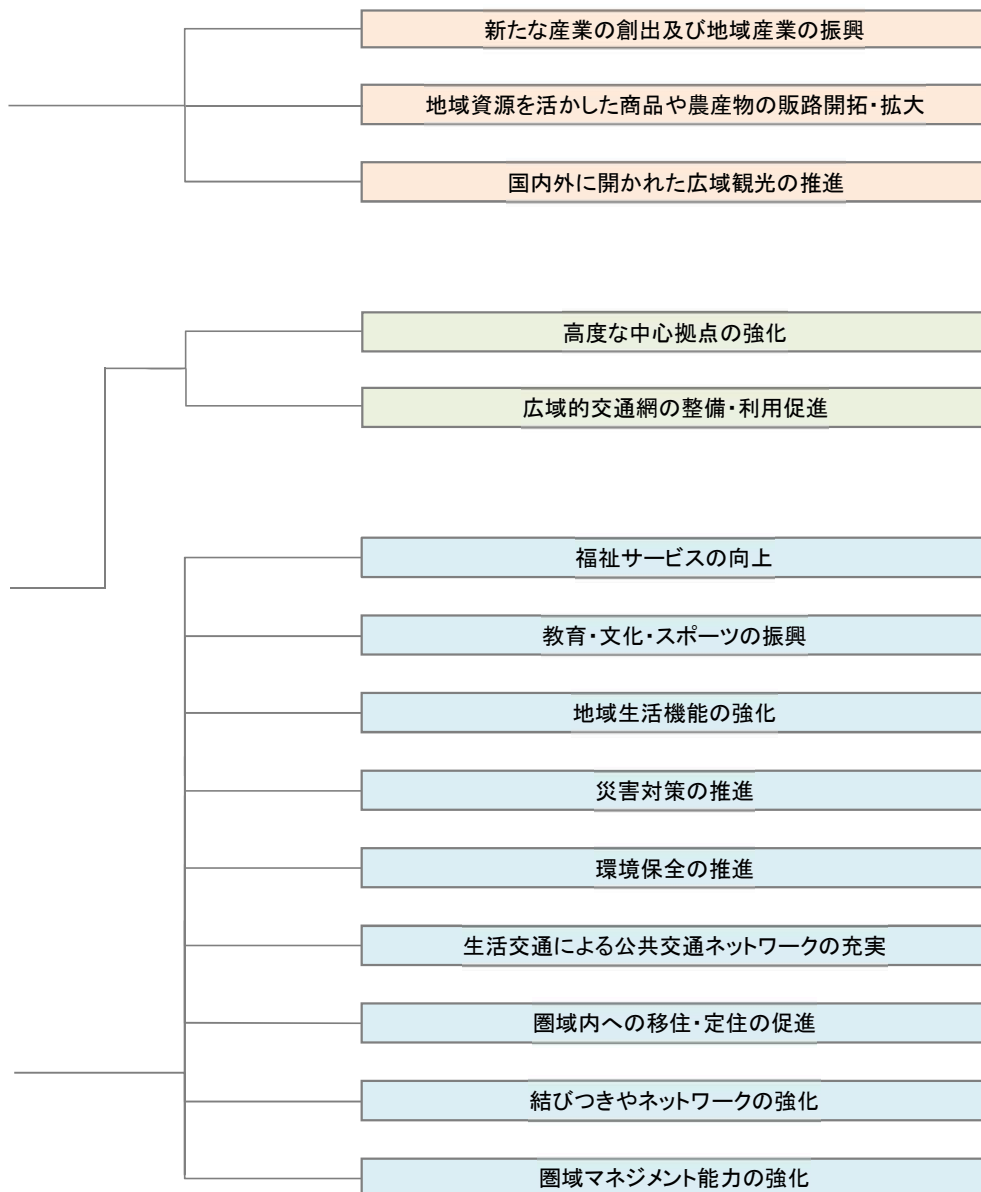 新たな産業の創出及び地域産業の振興
地域資源を活かした商品や農産物の販路開拓・拡大
国内外に開かれた広域観光の推進
高度な中心拠点の強化
広域的交通網の整備・利用促進
福祉サービスの向上
教育・文化・スポーツの振興
地域生活機能の強化
災害対策の推進
環境保全の推進
生活交通による公共交通ネットワークの充実
圏域内への移住・定住の促進
結びつきやネットワークの強化
圏域マネジメント能力の強化